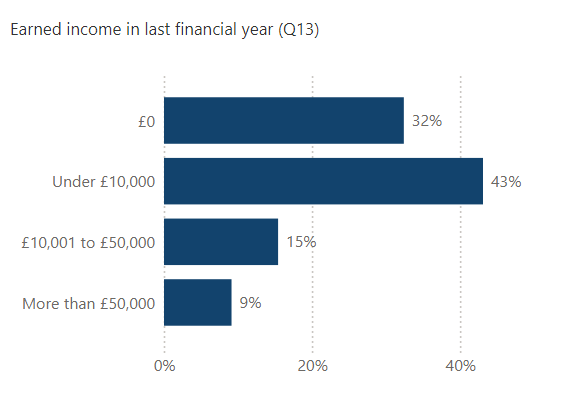 Earned income in last financial year (Q13)
£0 32%
Under £10,000 43%
£10,001 to £50,000 15%
More than £50,000 9%
0% 20% 40%